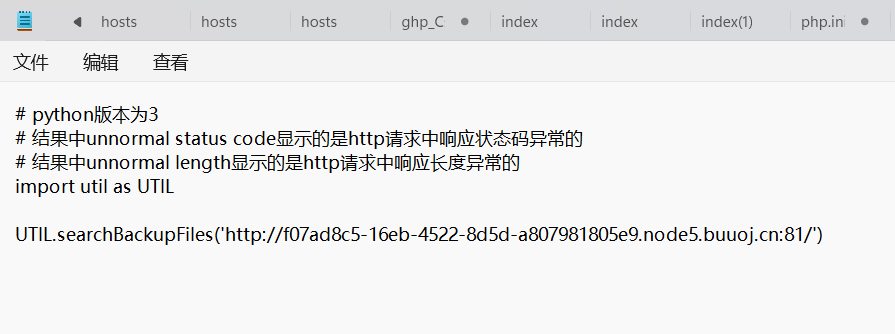 hosts hosts hosts ghp_C index index index(1) php.in
文件 编辑 查看
# python版本为3
# 结果中unnormal status code显示的是http请求中响应状态码异常的
# 结果中unnormal length显示的是http请求中响应长度异常的
import util as UTIL
UTIL.searchBackupFiles('http://f07ad8c5-16eb-4522-8d5d-a807981805e9.node5.buuoj.cn:81/')